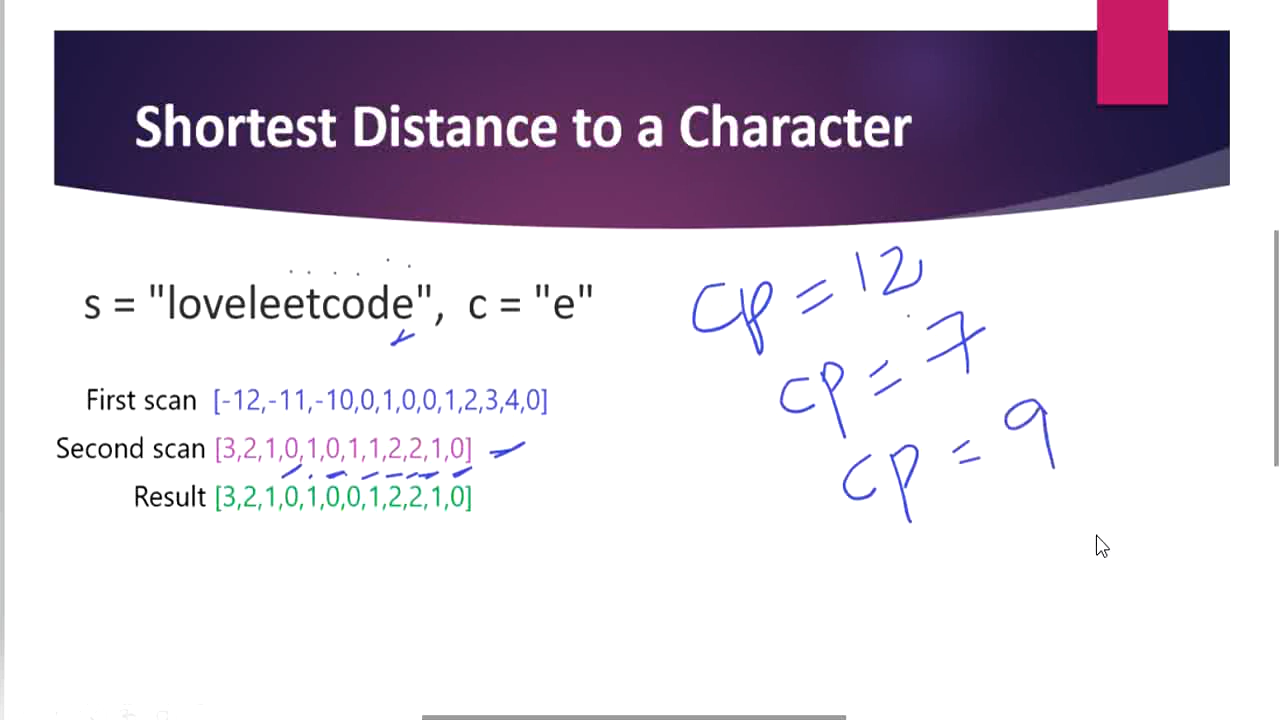 Shortest Distance to a Character
s = "loveleetcode", c = "e"
First scan [-12,-11,-10,0,1,0,0,1,2,3,4,0]
Second scan [3,2,1,0,1,0,1,1,2,2,1,0]
Result [3,2,1,0,1,0,0,1,2,2,1,0]
cp = 12
cp = 7
cp = 9